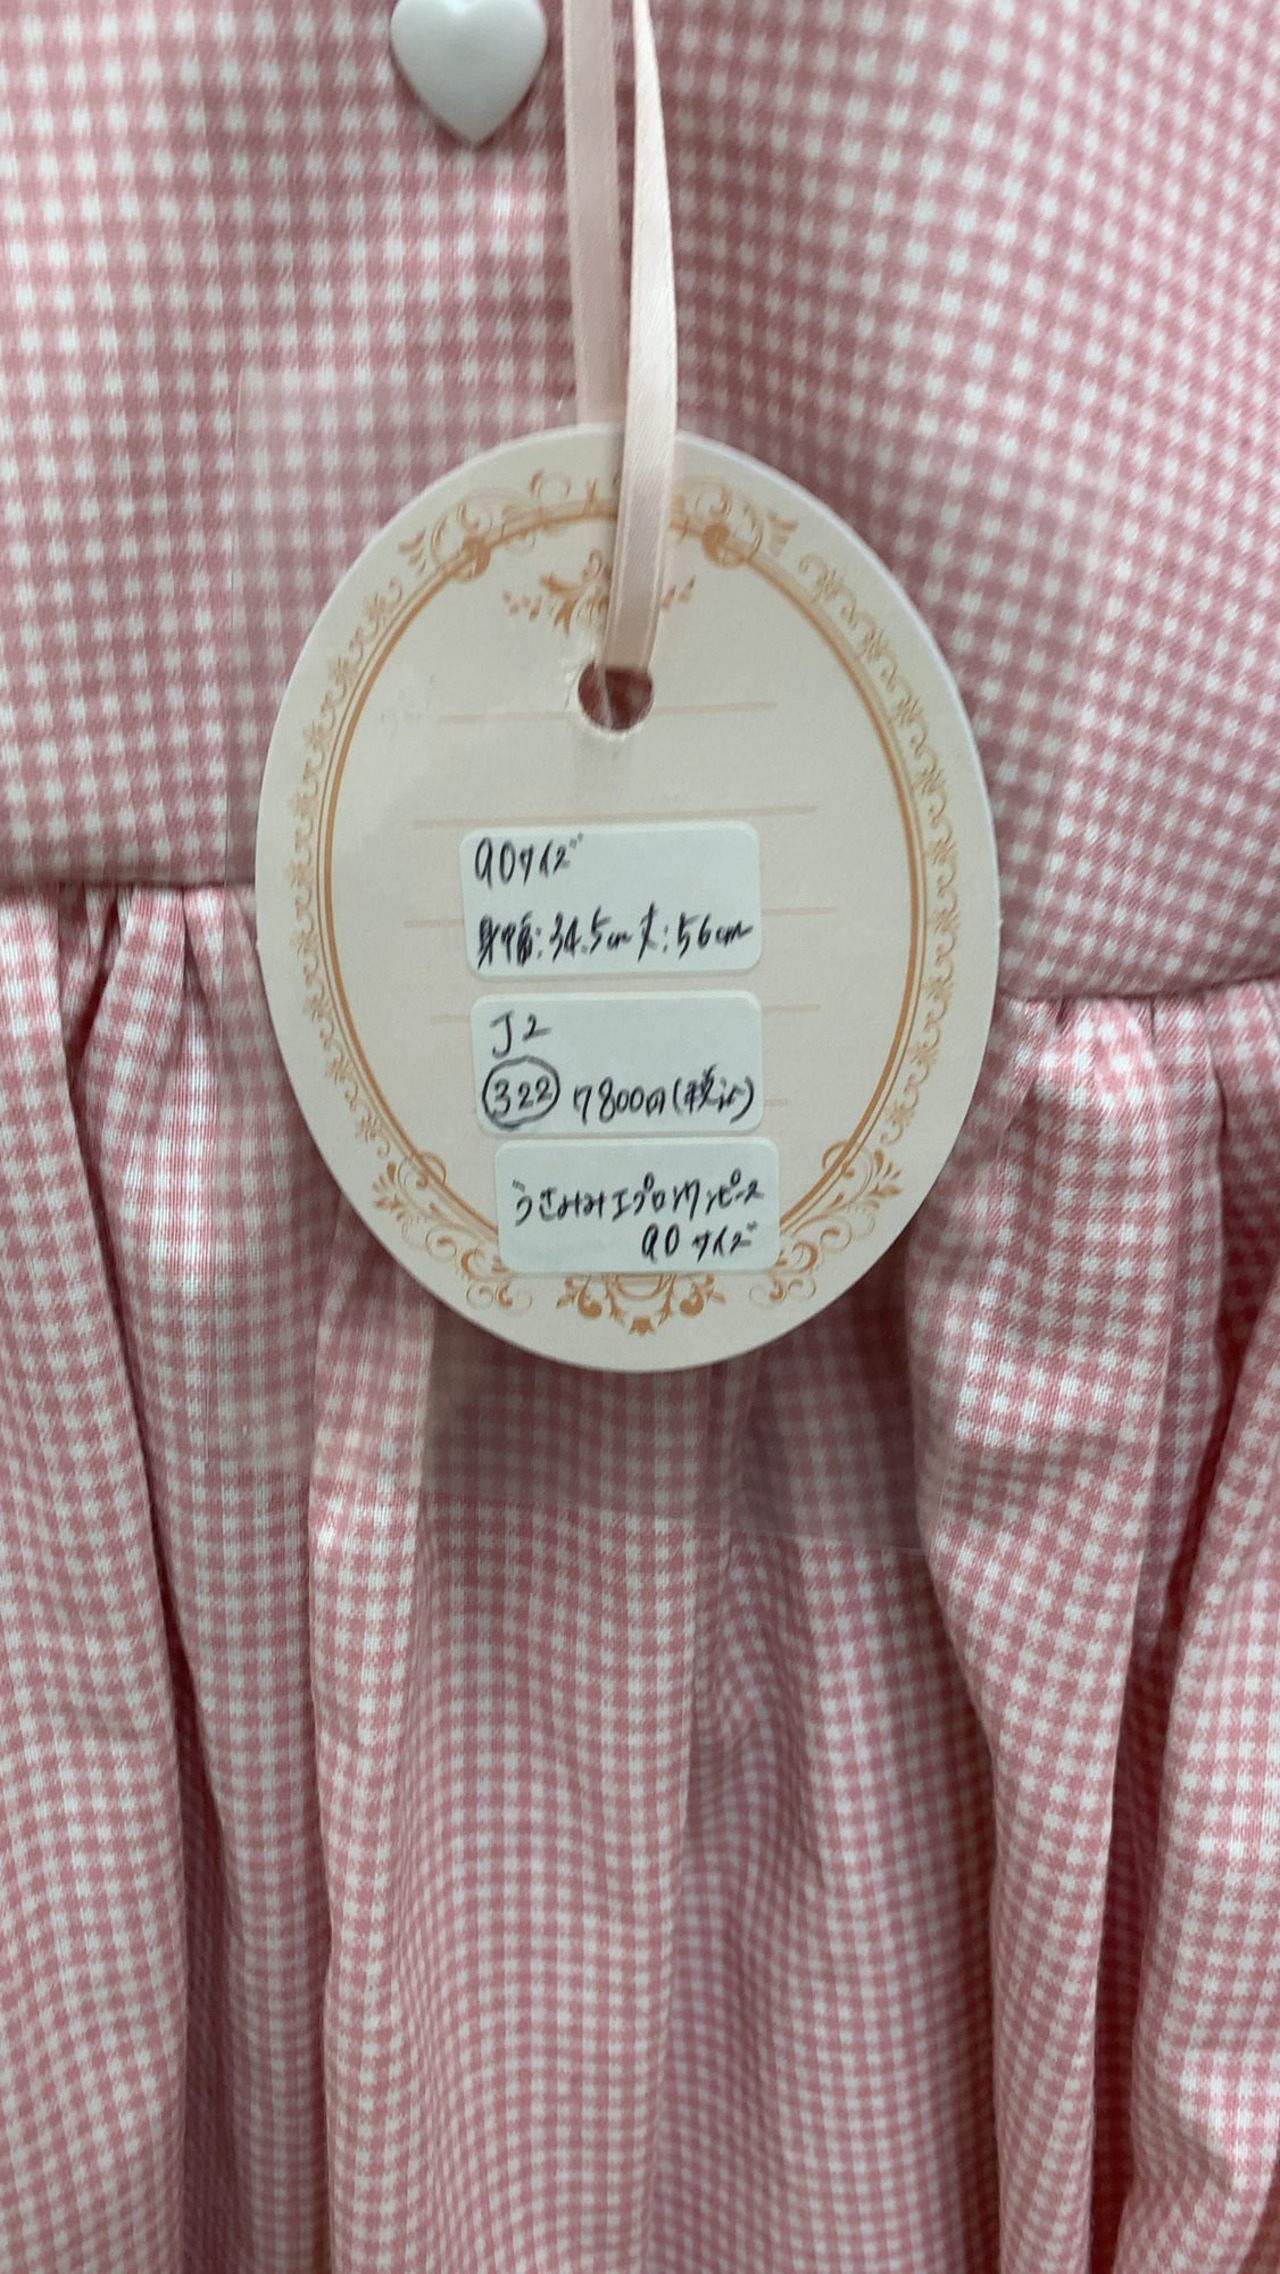 90サイズ
身幅:34.5cm 丈:56cm
J2
322 7800円(税込)
うさみみエプロンワンピース
90サイズ